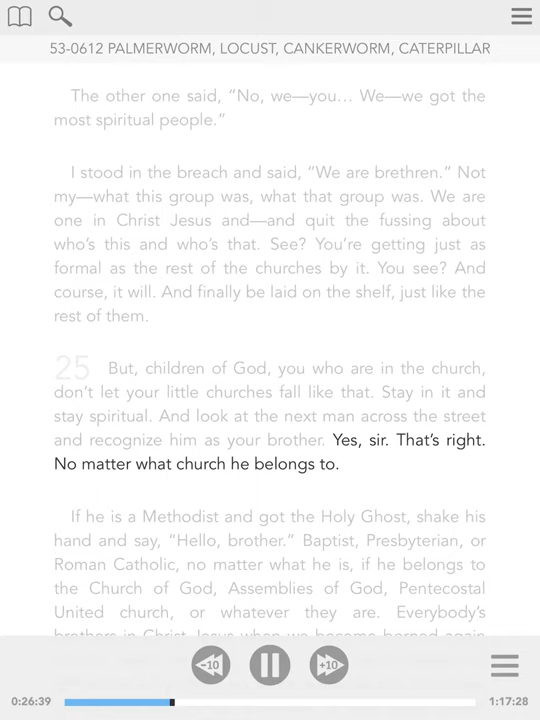 53-0612 PALMERWORM, LOCUST, CANKERWORM, CATERPILLAR
The other one said, “No, we—you… We—we got the
most spiritual people.”
I stood in the breach and said, “We are brethren.” Not
my—what this group was, what that group was. We are
one in Christ Jesus and—and quit the fussing about
who’s this and who’s that. See? You’re getting just as
formal as the rest of the churches by it. You see? And
course, it will. And finally be laid on the shelf, just like the
rest of them.
25 But, children of God, you who are in the church,
don’t let your little churches fall like that. Stay in it and
stay spiritual. And look at the next man across the street
and recognize him as your brother. Yes, sir. That’s right.
No matter what church he belongs to.
If he is a Methodist and got the Holy Ghost, shake his
hand and say, “Hello, brother.” Baptist, Presbyterian, or
Roman Catholic, no matter what he is, if he belongs to
the Church of God, Assemblies of God, Pentecostal
United church, or whatever they are. Everybody’s
brothers in Christ Jesus when we become borned again
-10 +10
0:26:39 1:17:28